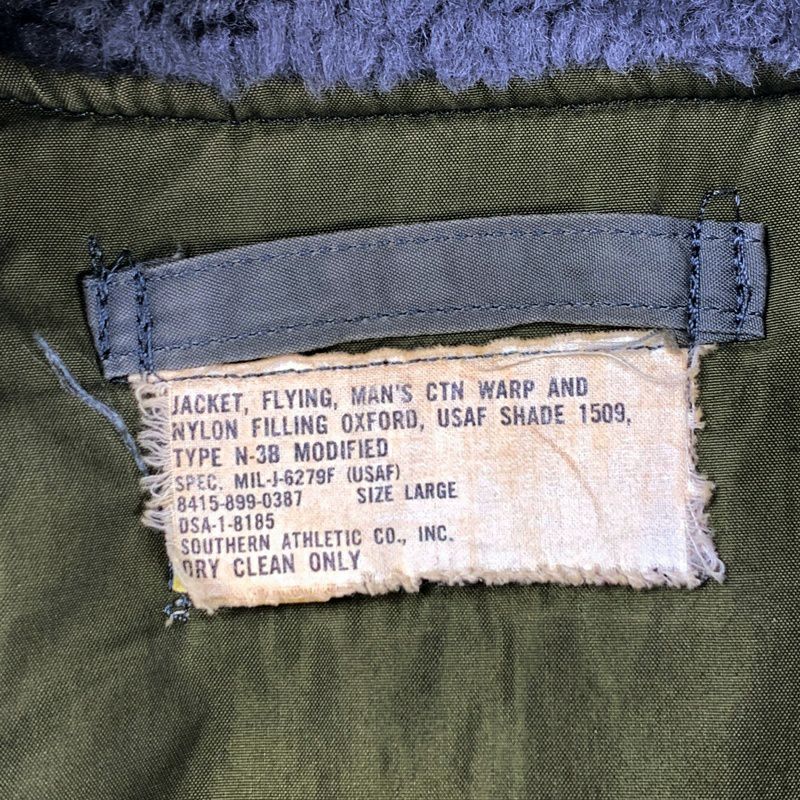 JACKET, FLYING, MAN'S CTN WARP AND
NYLON FILLING OXFORD, USAF SHADE 1509,
TYPE N-3B MODIFIED
SPEC. MIL-J-6279F (USAF)
8415-899-0387 SIZE LARGE
DSA-1-8185
SOUTHERN ATHLETIC CO., INC.
DRY CLEAN ONLY